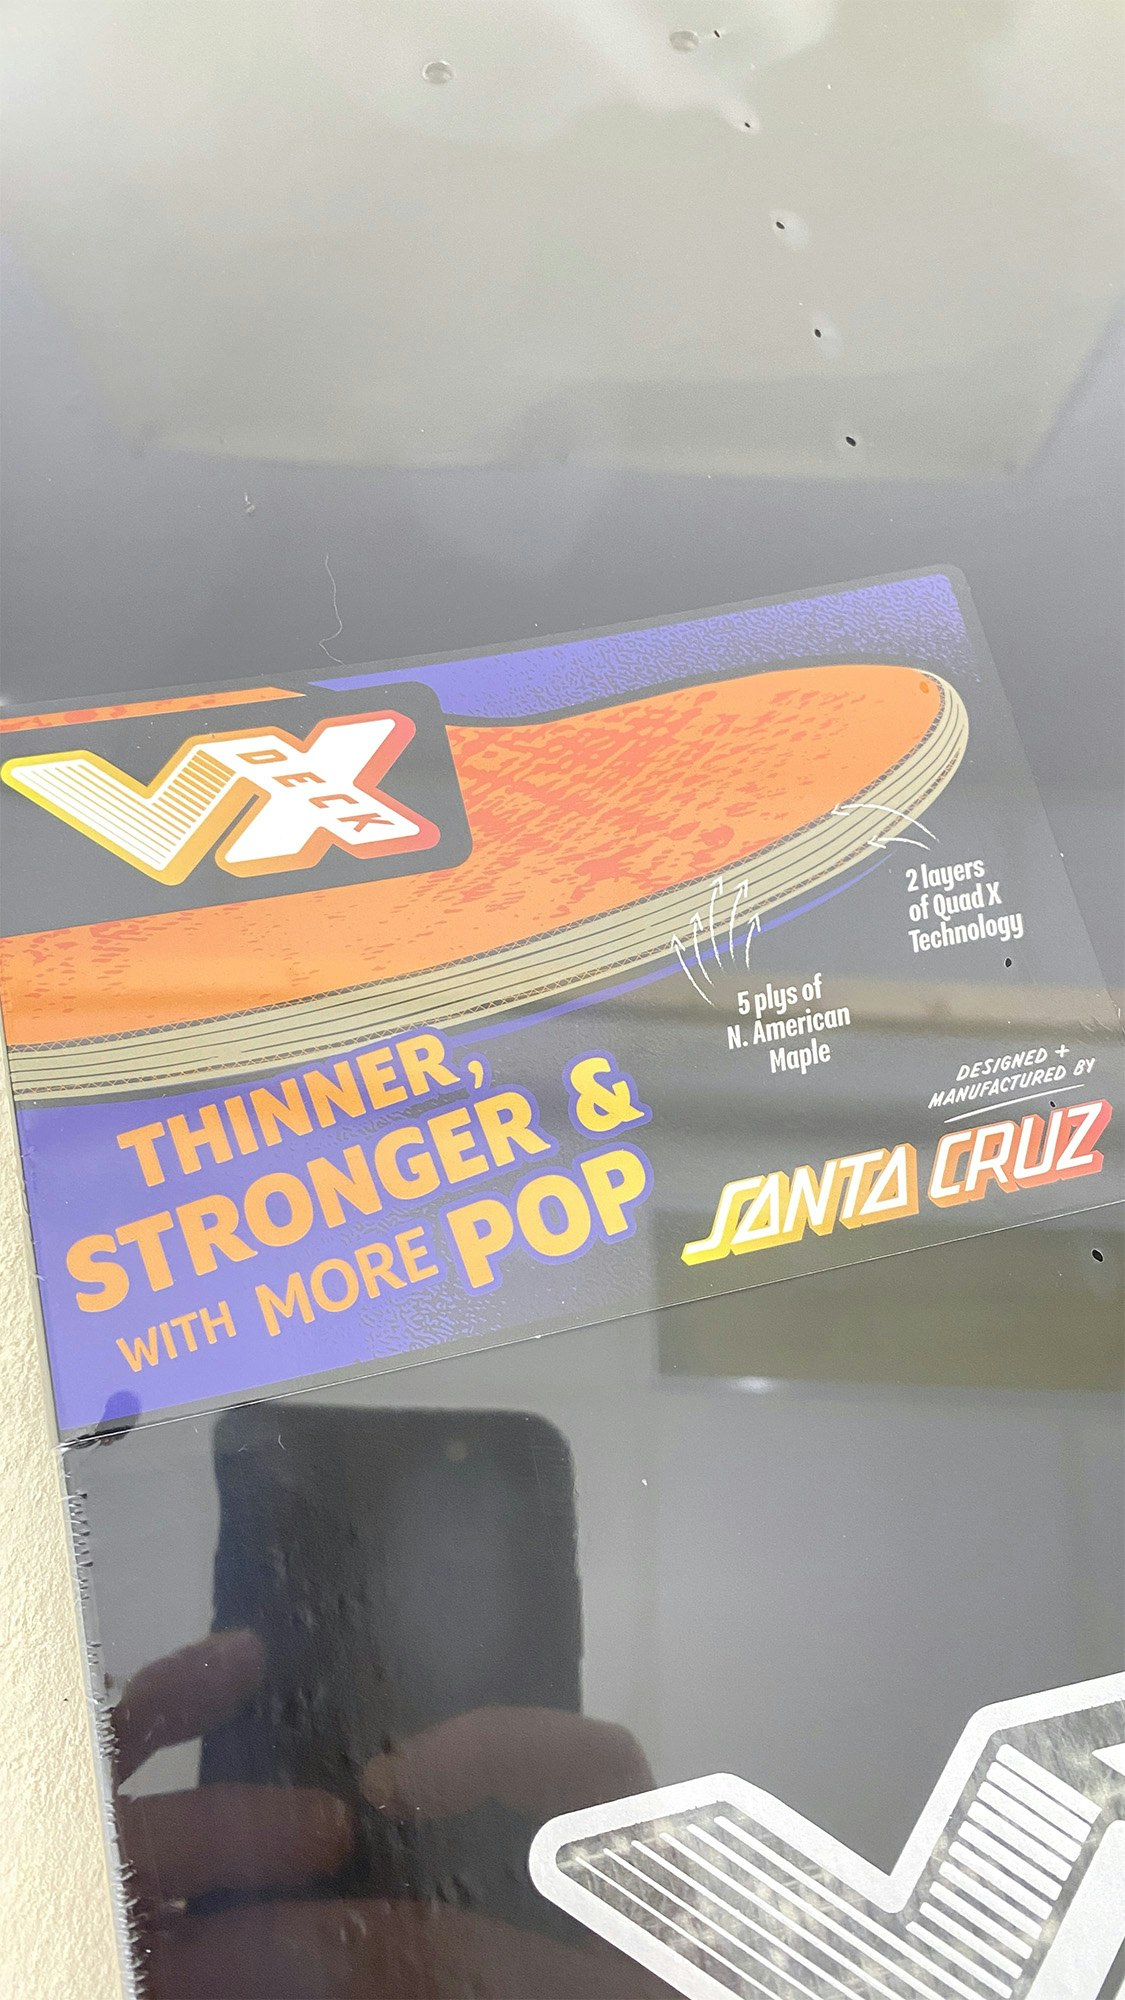 VX
DECK
2 layers
of Quad X
Technology
5 plys of
N. American
Maple
THINNER,
STRONGER &
WITH MORE POP
DESIGNED +
MANUFACTURED BY
SANTA CRUZ